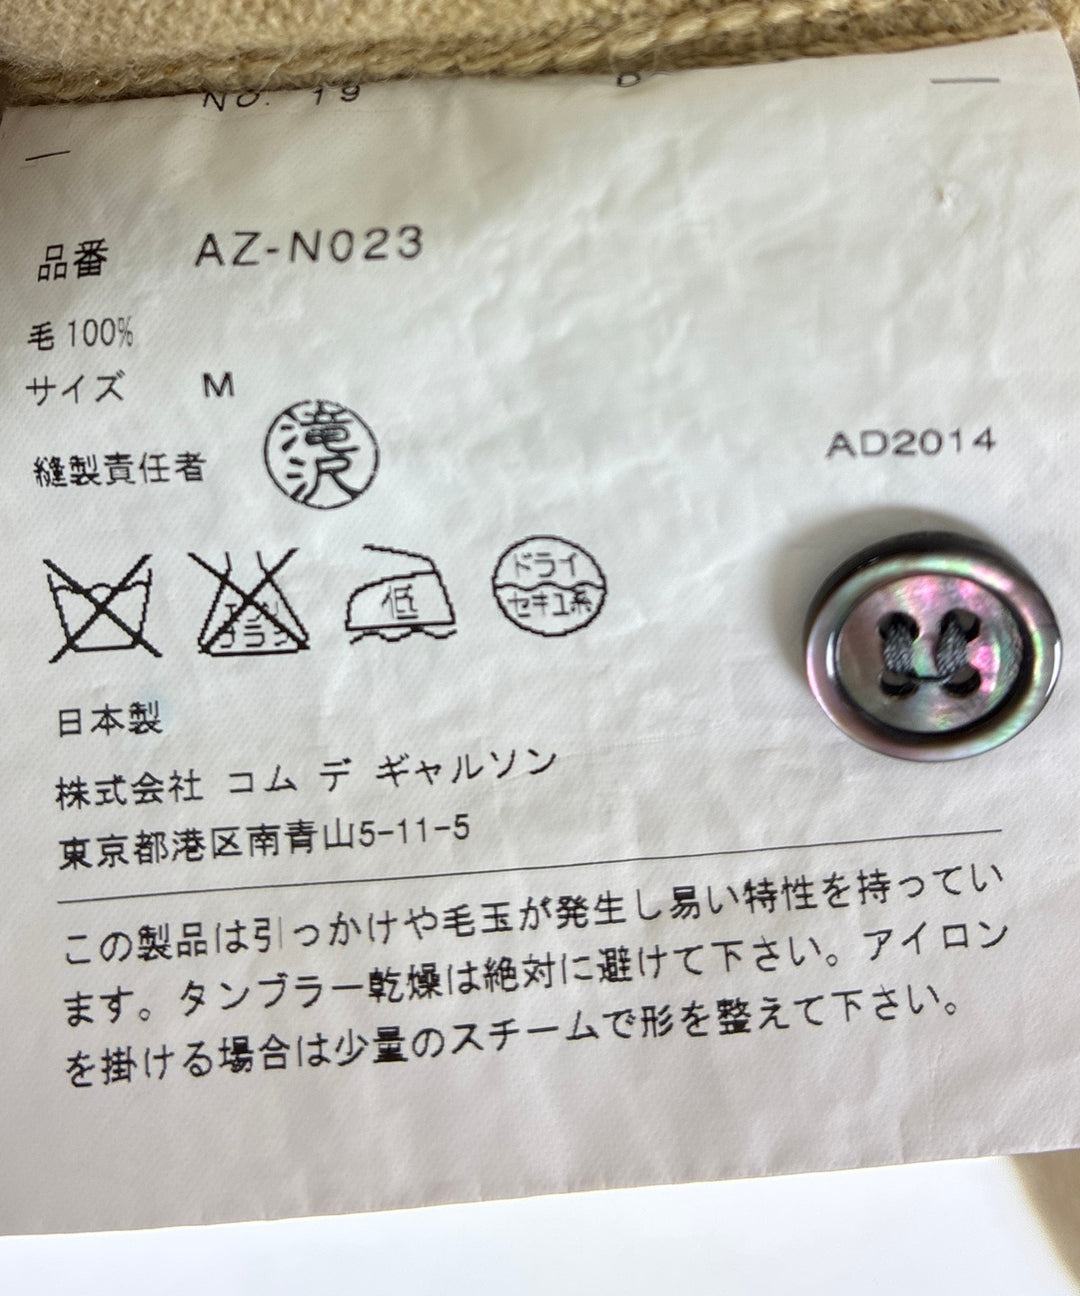 NO. 19 D
品番 AZ-N023
毛 100%
サイズ M
AD2014
縫製責任者 滝沢
低
ドライ
セキユ系
日本製
株式会社 コム デ ギャルソン
東京都港区南青山5-11-5
この製品は引っかけや毛玉が発生し易い特性を持ってい
ます。タンブラー乾燥は絶対に避けて下さい。アイロン
を掛ける場合は少量のスチームで形を整えて下さい。